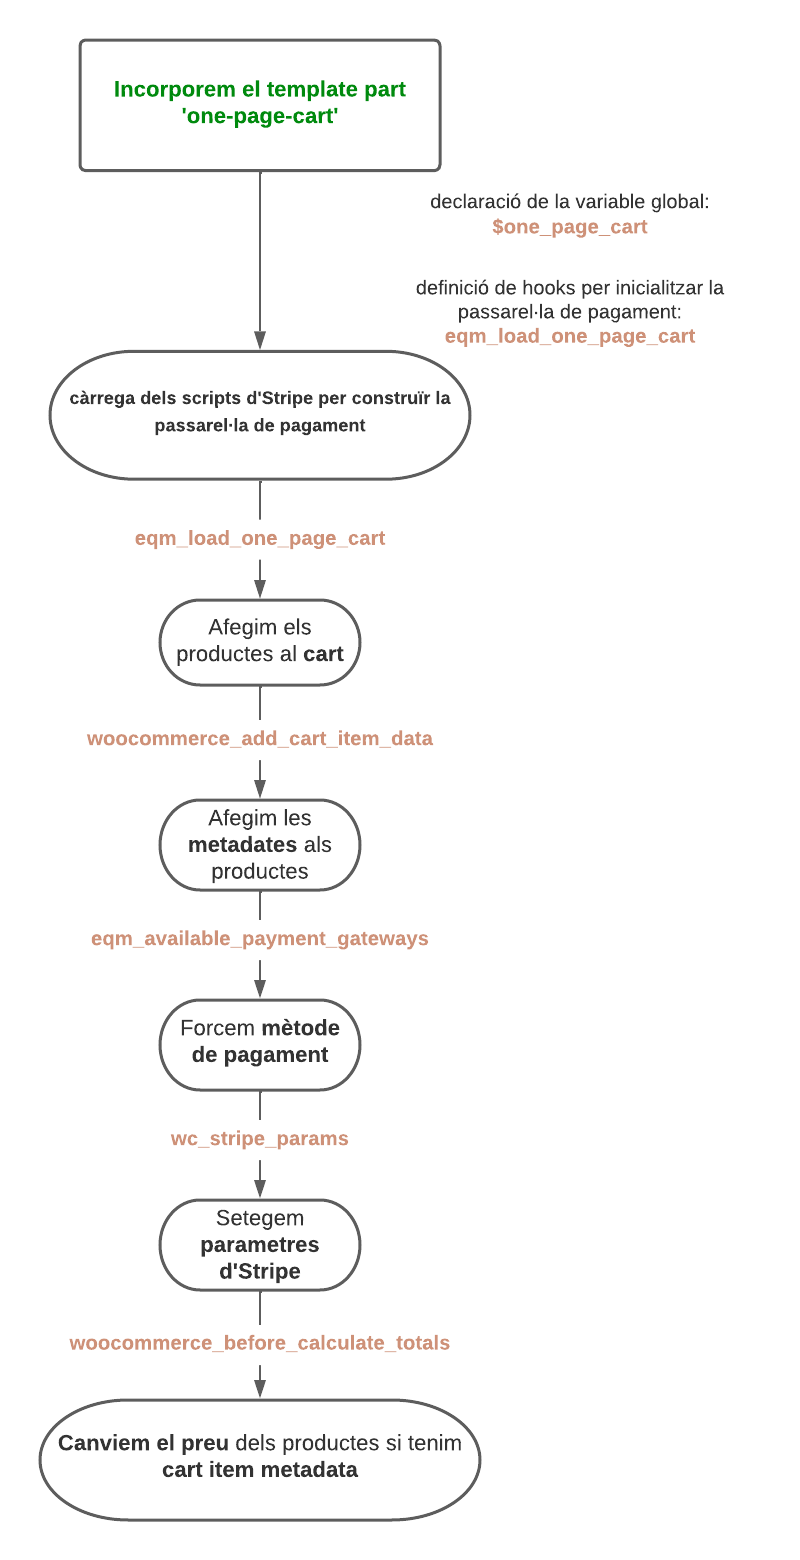 Incorporem el template part
'one-page-cart'
declaració de la variable global:
$one_page_cart
definició de hooks per inicialitzar la
passarel·la de pagament:
eqm_load_one_page_cart
càrrega dels scripts d'Stripe per construïr la
passarel·la de pagament
eqm_load_one_page_cart
Afegim els
productes al cart
woocommerce_add_cart_item_data
Afegim les
metadates als
productes
eqm_available_payment_gateways
Forcem mètode
de pagament
wc_stripe_params
Setegem
parametres
d'Stripe
woocommerce_before_calculate_totals
Canviem el preu dels productes si tenim
cart item metadata